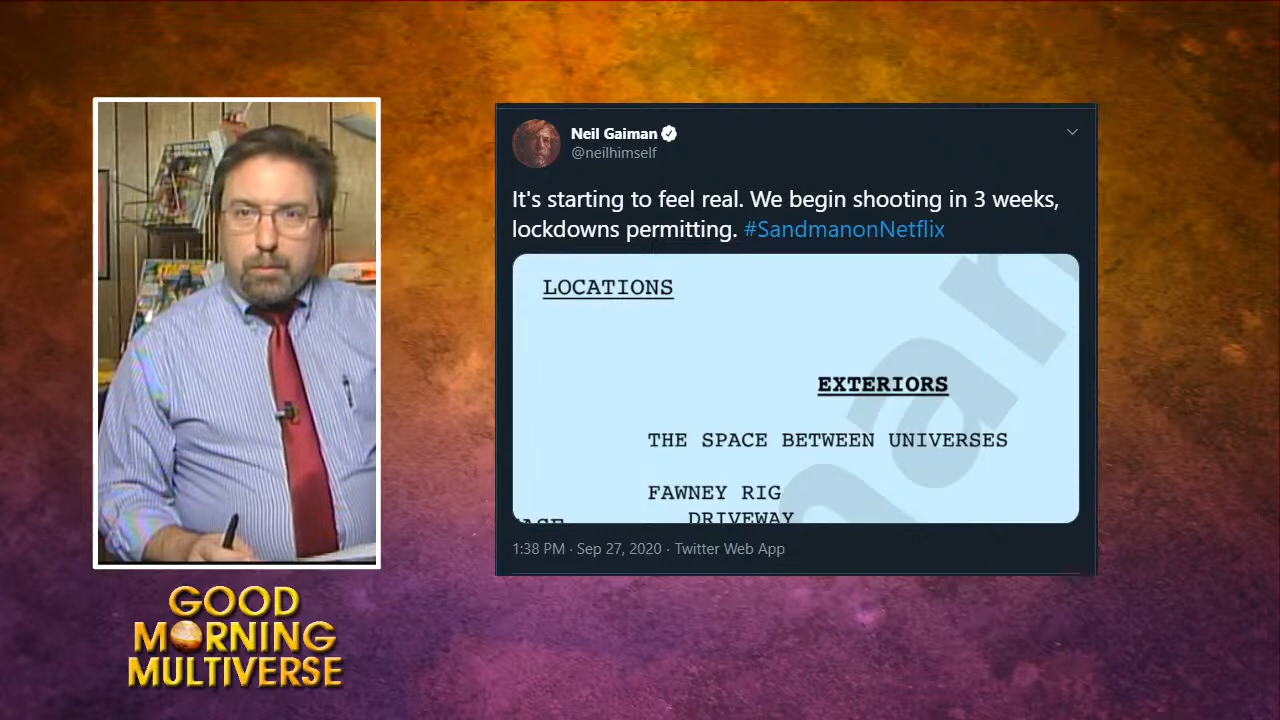 Neil Gaiman
@neilhimself
It's starting to feel real. We begin shooting in 3 weeks,
lockdowns permitting. #SandmanonNetflix
LOCATIONS
EXTERIORS
THE SPACE BETWEEN UNIVERSES
FAWNEY RIG
DRIVEWAY
1:38 PM · Sep 27, 2020 · Twitter Web App
GOOD
MORNING
MULTIVERSE